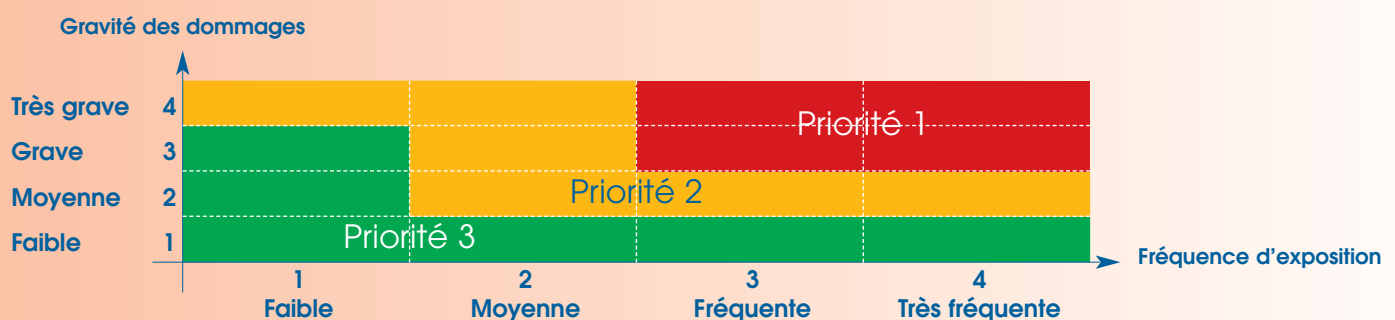 Gravité des dommages
Très grave 4
Priorité 1
Grave 3
Moyenne 2
Priorité 2
Faible 1
Priorité 3
Fréquence d'exposition
1 2 3 4
Faible Moyenne Fréquente Très fréquente